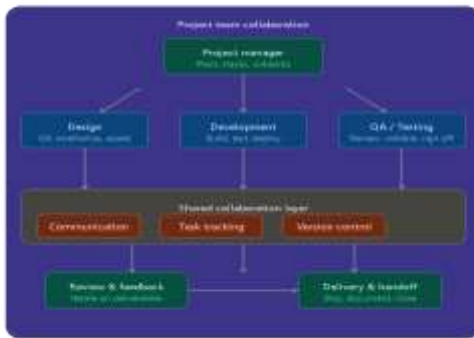 Project team collaboration
Project manager
Design
Development
QA / Testing
Build, test, deploy
Shared collaboration layer
Communication
Task tracking
Version control
Review & feedback
Delivery & handoff